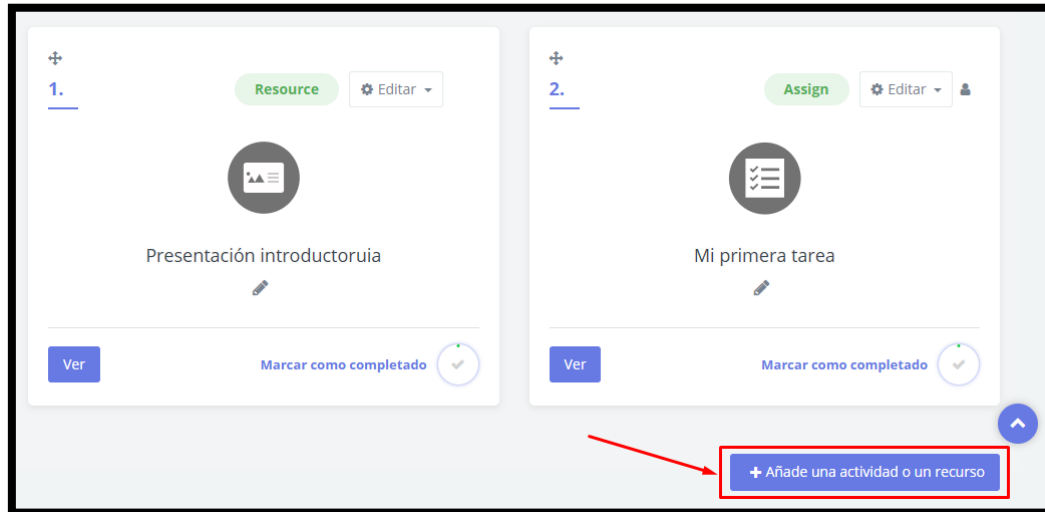 1.
Resource
Editar
Presentación introductoruia
Ver
Marcar como completado
2.
Assign
Editar
Mi primera tarea
Ver
Marcar como completado
+ Añade una actividad o un recurso